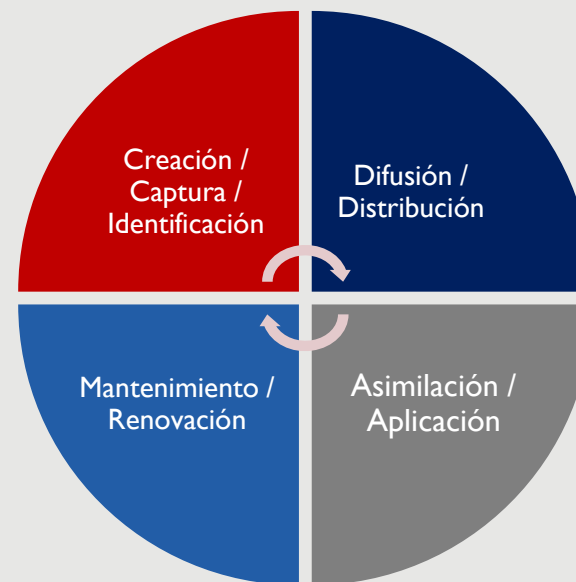 Creación /
Captura /
Identificación
Difusión /
Distribución
Mantenimiento /
Renovación
Asimilación /
Aplicación